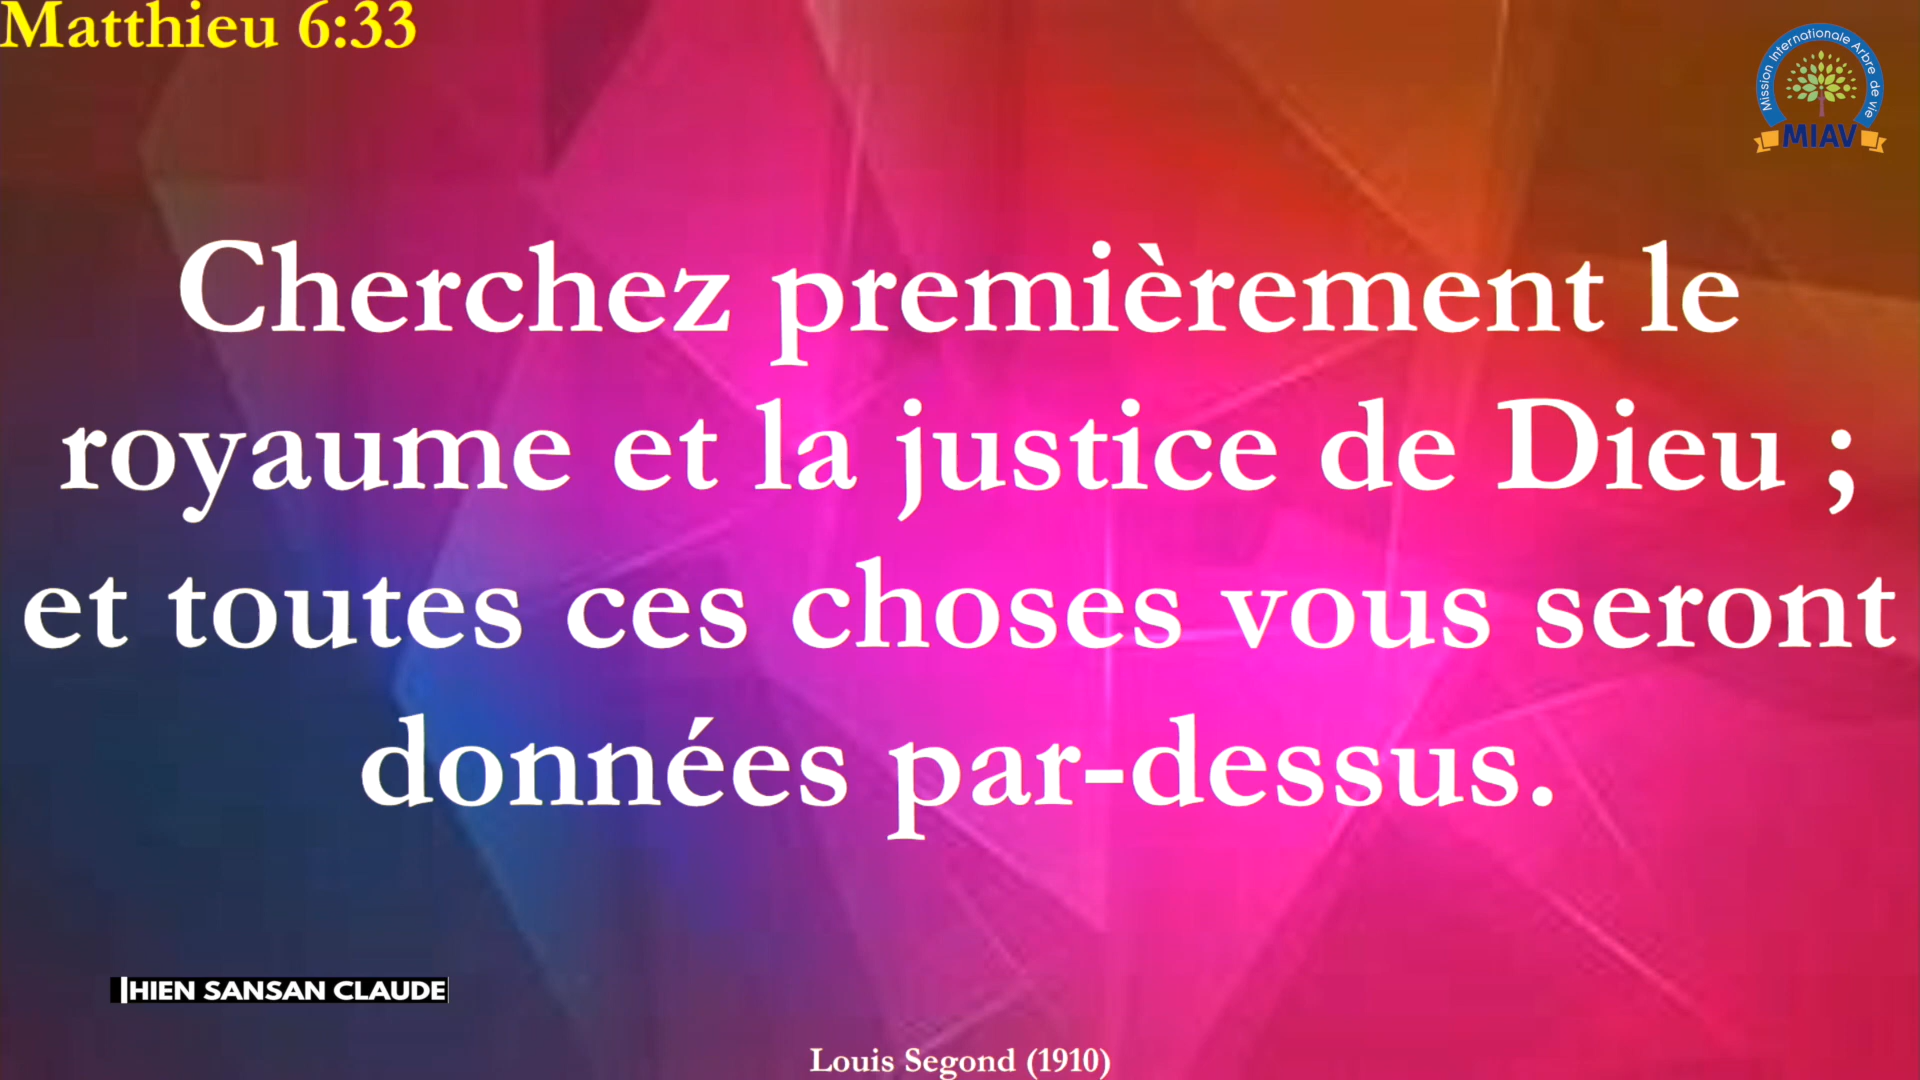 Matthieu 6:33
Mission Internationale Arbre de vie
MIAV
Cherchez premièrement le
royaume et la justice de Dieu ;
et toutes ces choses vous seront
données par-dessus.
HIEN SANSAN CLAUDE
Louis Segond (1910)